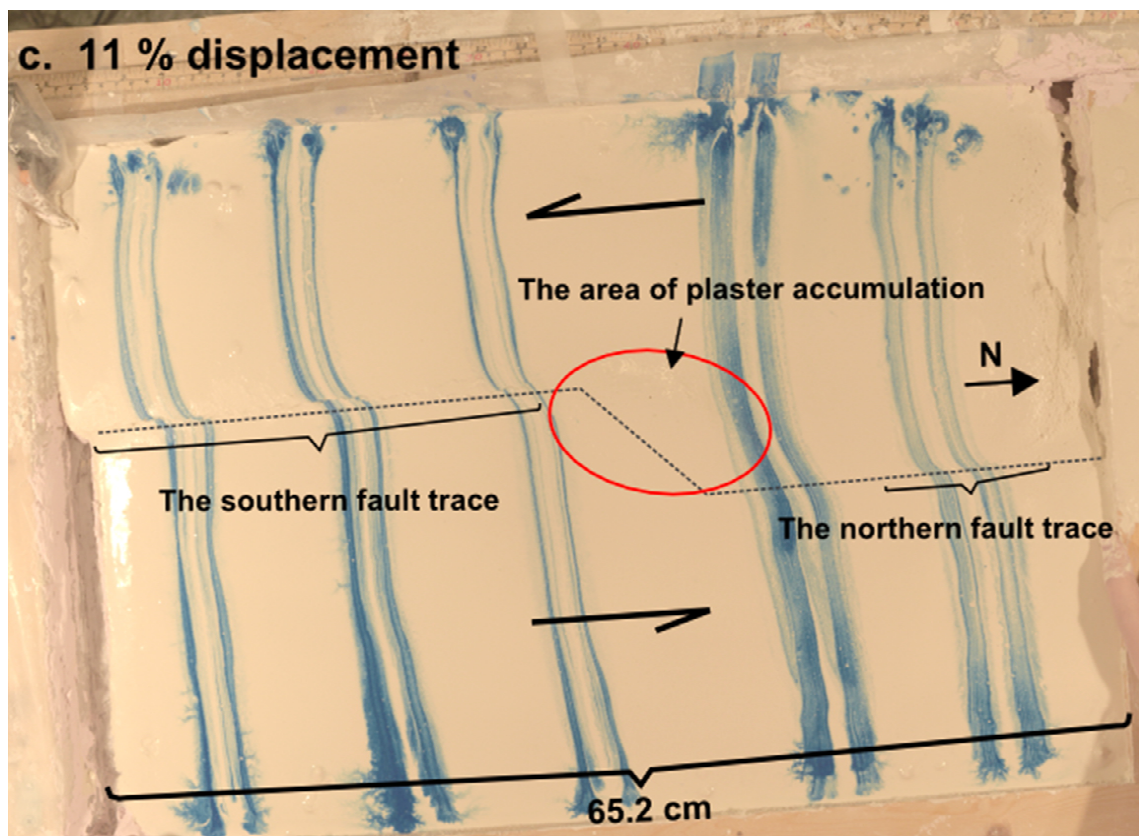 c. 11 % displacement
The area of plaster accumulation
N
The southern fault trace
The northern fault trace
65.2 cm